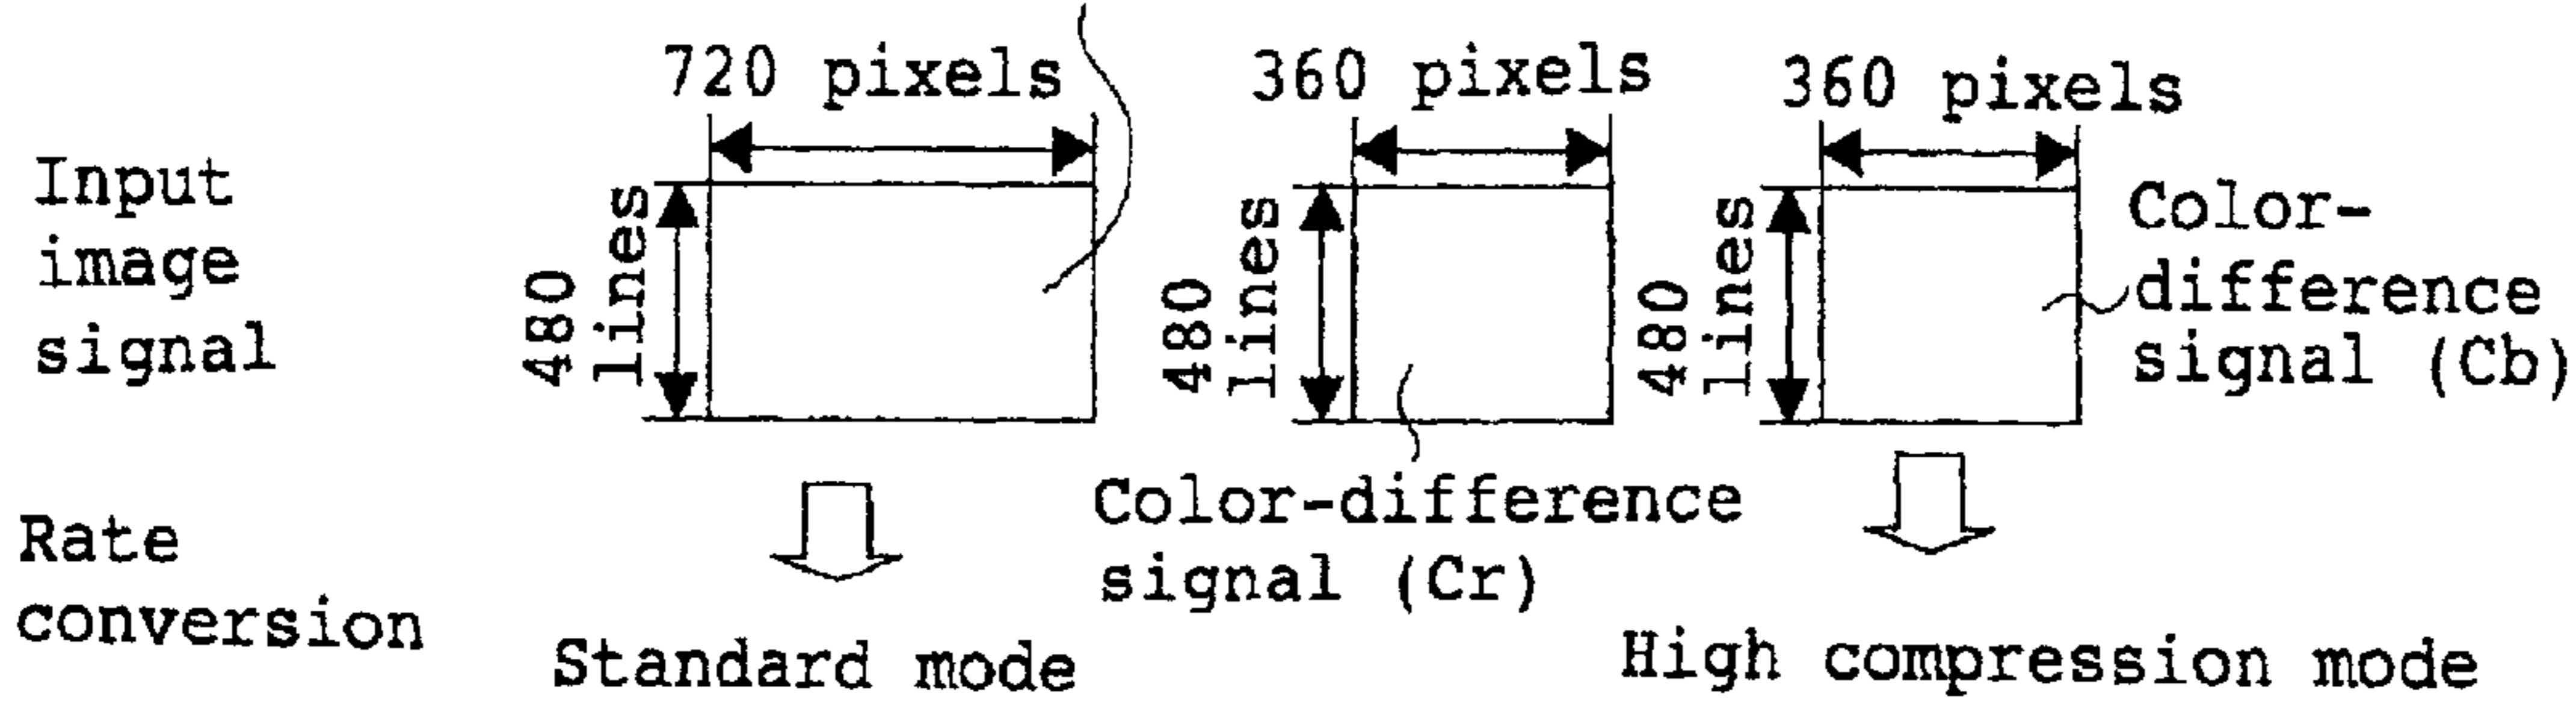 720 pixels
360 pixels
360 pixels
Input
image
signal
480
lines
480
lines
480
lines
Color-
difference
signal (Cb)
Color-difference
signal (Cr)
Rate
conversion
Standard mode
High compression mode